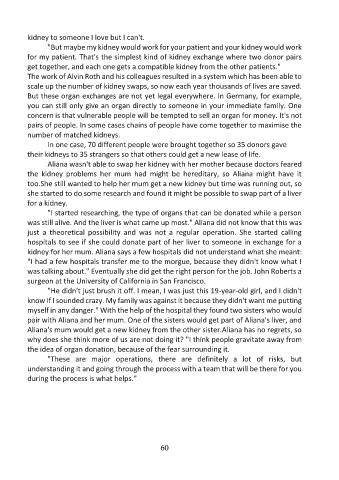 kidney to someone I love but I can't.
"But maybe my kidney would work for your patient and your kidney would work
for my patient. That's the simplest kind of kidney exchange where two donor pairs
get together, and each one gets a compatible kidney from the other patients."
The work of Alvin Roth and his colleagues resulted in a system which has been able to
scale up the number of kidney swaps, so now each year thousands of lives are saved.
But these organ exchanges are not yet legal everywhere. In Germany, for example,
you can still only give an organ directly to someone in your immediate family. One
concern is that vulnerable people will be tempted to sell an organ for money. It's not
pairs of people. In some cases chains of people have come together to maximise the
number of matched kidneys.
In one case, 70 different people were brought together so 35 donors gave
their kidneys to 35 strangers so that others could get a new lease of life.
Aliana wasn't able to swap her kidney with her mother because doctors feared
the kidney problems her mum had might be hereditary, so Aliana might have it
too.She still wanted to help her mum get a new kidney but time was running out, so
she started to do some research and found it might be possible to swap part of a liver
for a kidney.
"I started researching, the type of organs that can be donated while a person
was still alive. And the liver is what came up most." Aliana did not know that this was
just a theoretical possibility and was not a regular operation. She started calling
hospitals to see if she could donate part of her liver to someone in exchange for a
kidney for her mum. Aliana says a few hospitals did not understand what she meant:
"I had a few hospitals transfer me to the morgue, because they didn't know what I
was talking about." Eventually she did get the right person for the job. John Roberts a
surgeon at the University of California in San Francisco.
"He didn't just brush it off. I mean, I was just this 19-year-old girl, and I didn't
know if I sounded crazy. My family was against it because they didn't want me putting
myself in any danger." With the help of the hospital they found two sisters who would
pair with Aliana and her mum. One of the sisters would get part of Aliana's liver, and
Aliana's mum would get a new kidney from the other sister.Aliana has no regrets, so
why does she think more of us are not doing it? "I think people gravitate away from
the idea of organ donation, because of the fear surrounding it.
"These are major operations, there are definitely a lot of risks, but
understanding it and going through the process with a team that will be there for you
during the process is what helps."
60